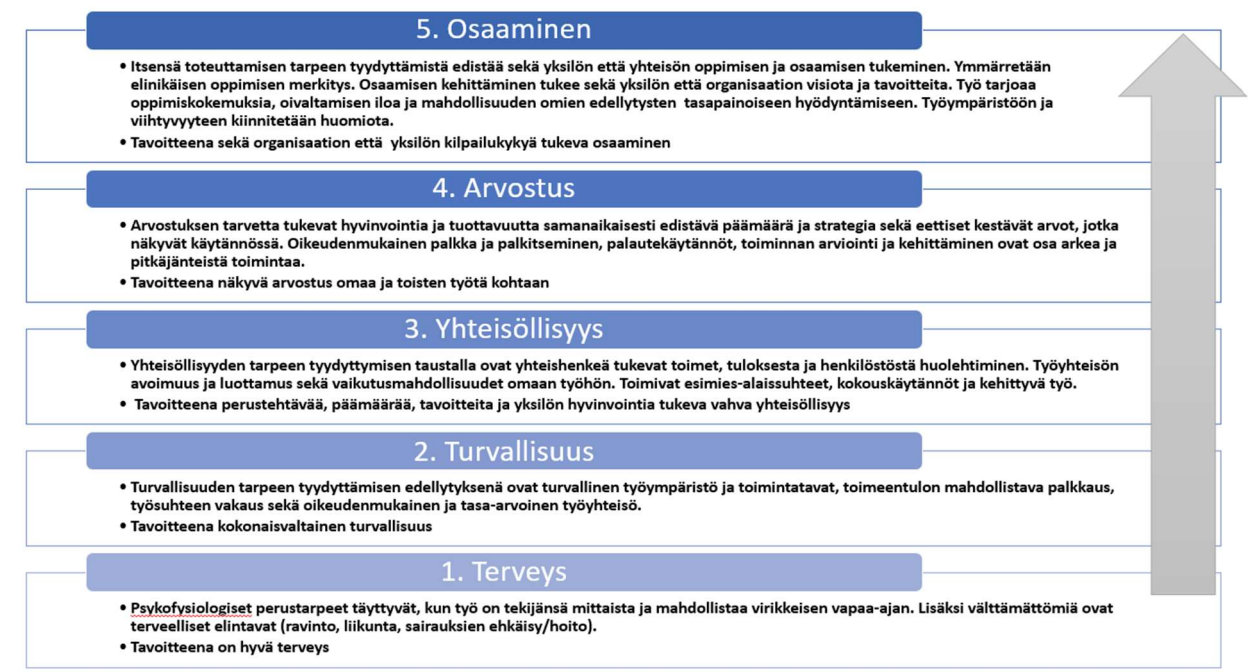 5. Osaaminen
• Itsensä toteuttamisen tarpeen tyydyttämistä edistää sekä yksilön että yhteisön oppimisen ja osaamisen tukeminen. Ymmärretään
elinikäisen oppimisen merkitys. Osaamisen kehittäminen tukee sekä yksilön että organisaation visiota ja tavoitteita. Työ tarjoaa
oppimiskokemuksia, oivaltamisen iloa ja mahdollisuuden omien edellytysten tasapainoiseen hyödyntämiseen. Työympäristöön ja
viihtyvyyteen kiinnitetään huomiota.
• Tavoitteena sekä organisaation että yksilön kilpailukykyä tukeva osaaminen
4. Arvostus
• Arvostuksen tarvetta tukevat hyvinvointia ja tuottavuutta samanaikaisesti edistävä päämäärä ja strategia sekä eettiset kestävät arvot, jotka
näkyvät käytännössä. Oikeudenmukainen palkka ja palkitseminen, palautekäytännöt, toiminnan arviointi ja kehittäminen ovat osa arkea ja
pitkäjänteistä toimintaa.
• Tavoitteena näkyvä arvostus omaa ja toisten työtä kohtaan
3. Yhteisöllisyys
• Yhteisöllisyyden tarpeen tyydyttymisen taustalla ovat yhteishenkeä tukevat toimet, tuloksesta ja henkilöstöstä huolehtiminen. Työyhteisön
avoimuus ja luottamus sekä vaikutusmahdollisuudet omaan työhön. Toimivat esimies-alaissuhteet, kokouskäytännöt ja kehittyvä työ.
• Tavoitteena perustehtävää, päämäärää, tavoitteita ja yksilön hyvinvointia tukeva vahva yhteisöllisyys
2. Turvallisuus
• Turvallisuuden tarpeen tyydyttämisen edellytyksenä ovat turvallinen työympäristö ja toimintatavat, toimeentulon mahdollistava palkkaus,
työsuhteen vakaus sekä oikeudenmukainen ja tasa-arvoinen työyhteisö.
• Tavoitteena kokonaisvaltainen turvallisuus
1. Terveys
• Psykofysiologiset perustarpeet täyttyvät, kun työ on tekijänsä mittaista ja mahdollistaa virikkeisen vapaa-ajan. Lisäksi välttämättömiä ovat
terveelliset elintavat (ravinto, liikunta, sairauksien ehkäisy/hoito).
• Tavoitteena on hyvä terveys